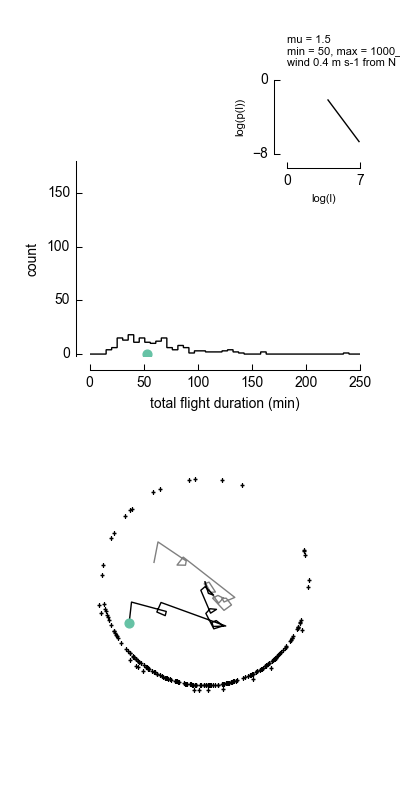 mu = 1.5
min = 50, max = 1000_
wind 0.4 m s-1 from N
0
log(p(l))
−8
0 7
log(l)
150
100
count
50
0
0 50 100 150 200 250
total flight duration (min)